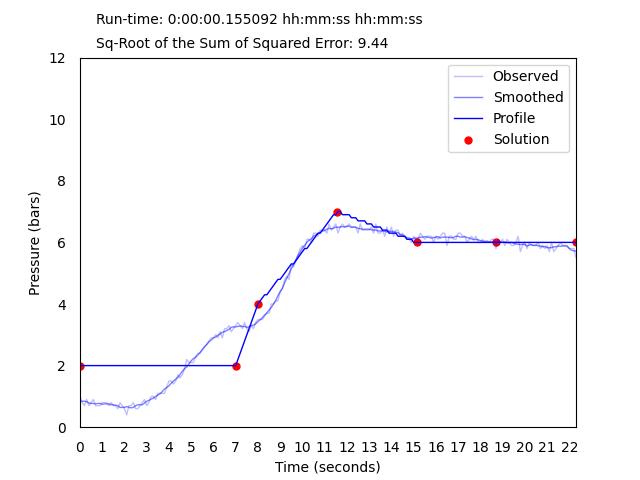 Run-time: 0:00:00.155092 hh:mm:ss hh:mm:ss
Sq-Root of the Sum of Squared Error: 9.44
Observed
Smoothed
Profile
Solution
12
10
8
6
4
2
0
Pressure (bars)
0 1 2 3 4 5 6 7 8 9 10 11 12 13 14 15 16 17 18 19 20 21 22
Time (seconds)